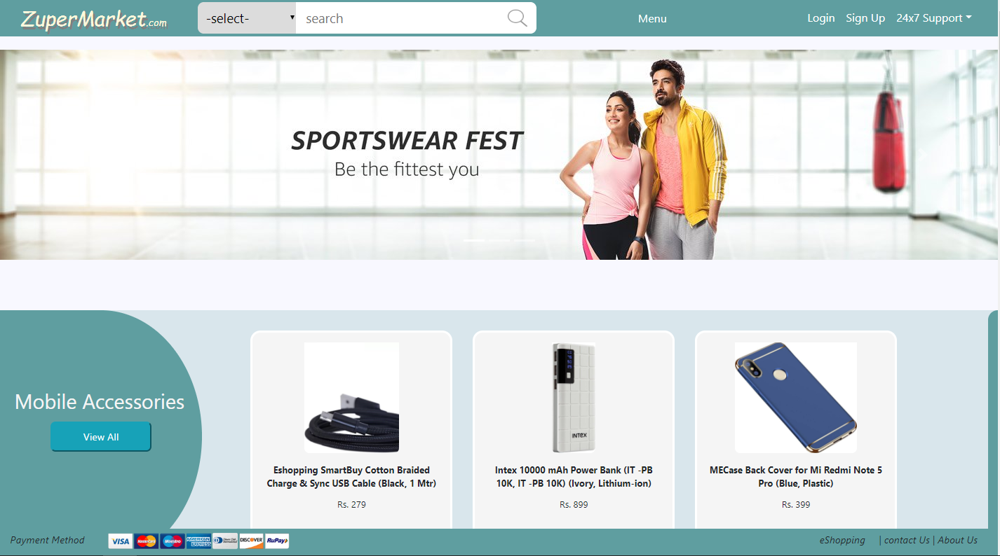 ZuperMarket.com
-select-
search
Menu
Login
Sign Up
24x7 Support
SPORTSWEAR FEST
Be the fittest you
Mobile Accessories
View All
INTEX
Eshopping SmartBuy Cotton Braided
Charge & Sync USB Cable (Black, 1 Mtr)
Rs. 279
Intex 10000 mAh Power Bank (IT -PB
10K, IT -PB 10K) (Ivory, Lithium-ion)
Rs. 899
MECase Back Cover for Mi Redmi Note 5
Pro (Blue, Plastic)
Rs. 399
Payment Method
VISA
MasterCard
Maestro
AMERICAN
EXPRESS
DISCOVER
RuPay
eShopping | contact Us | About Us